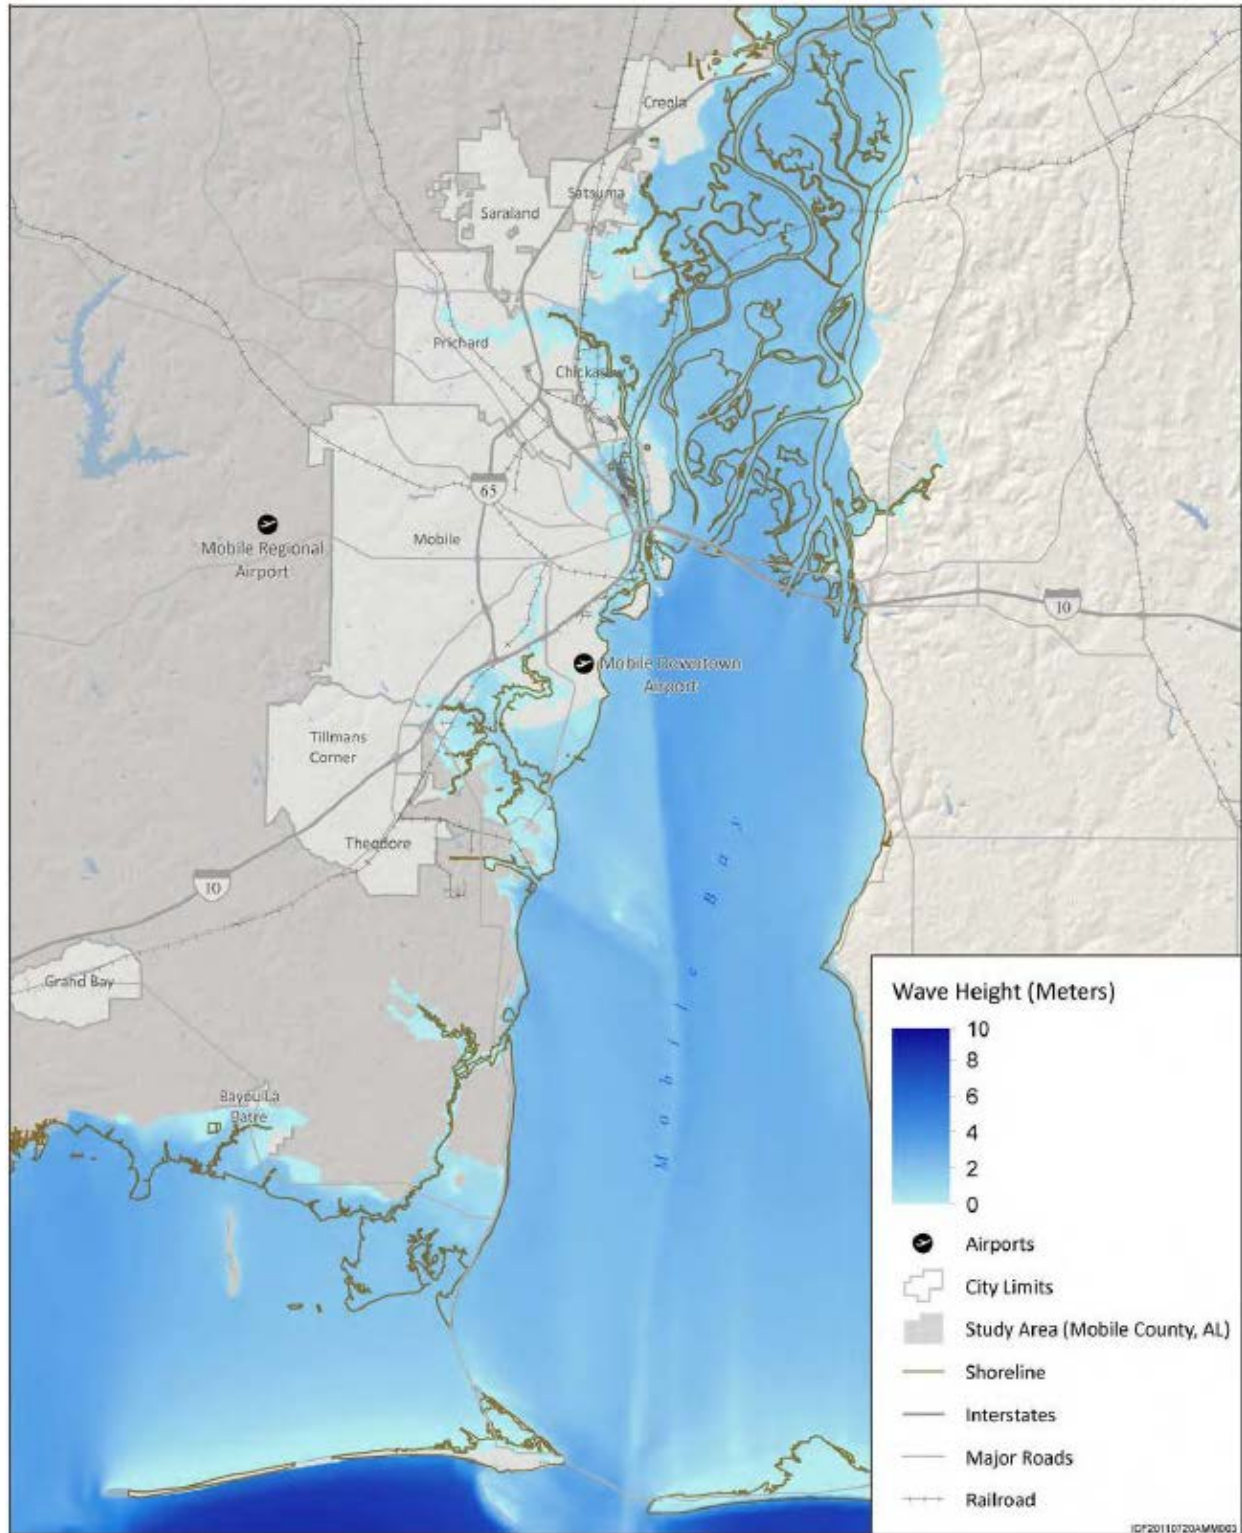 Creola
Satsuma
Saraland
Prichard
Chickasaw
65
Mobile
Mobile Regional
Airport
10
Mobile Downtown
Airport
Tillmans
Corner
Theodore
10
Mobile Bay
Grand Bay
Bayou La
Batre
Wave Height (Meters)
10
8
6
4
2
0
Airports
City Limits
Study Area (Mobile County, AL)
Shoreline
Interstates
Major Roads
Railroad
ICF20110720AMM003